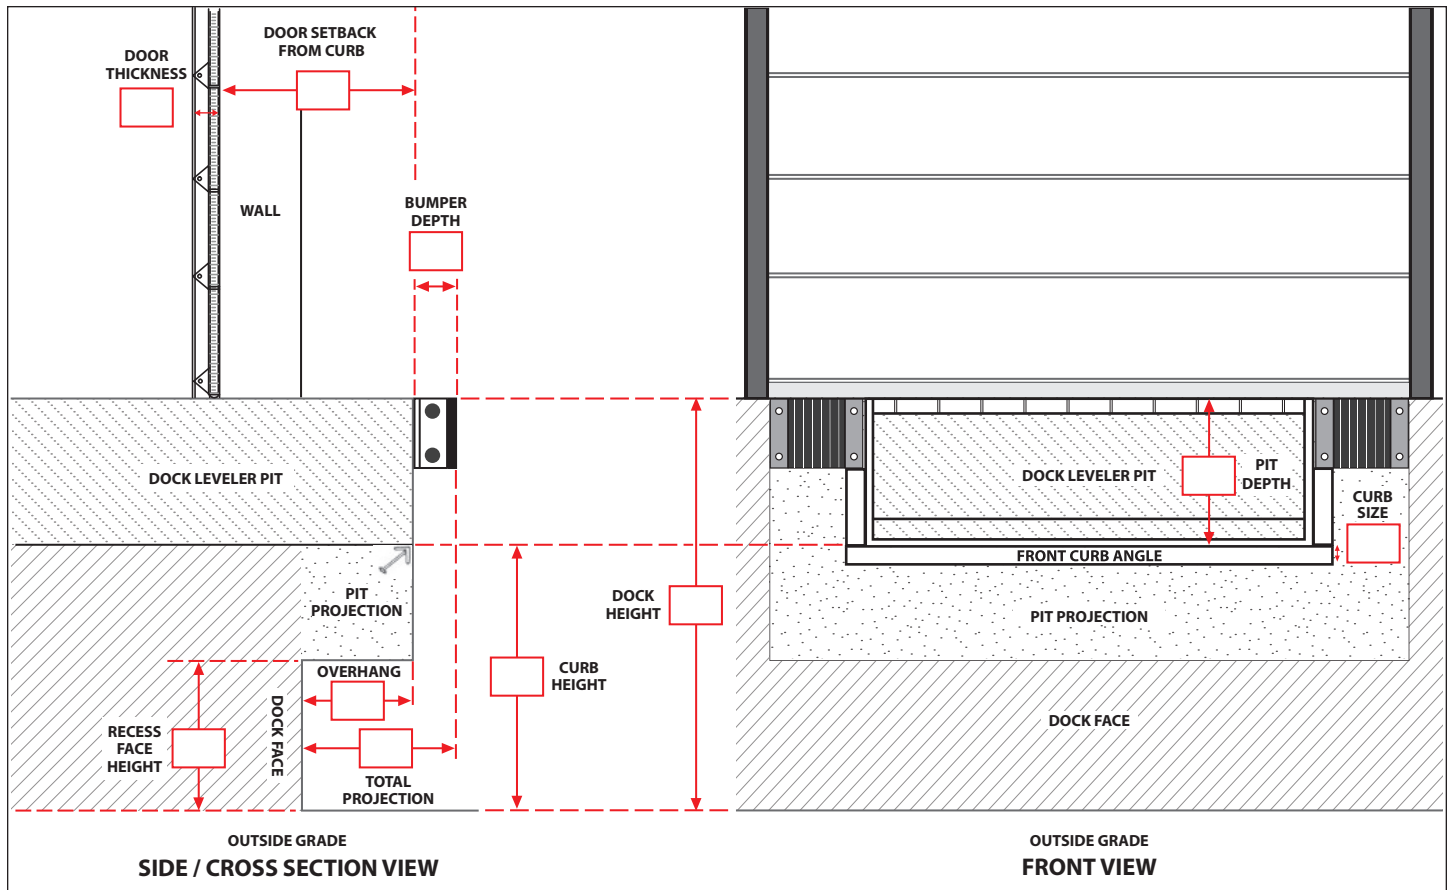 DOOR SETBACK
FROM CURB
DOOR
THICKNESS
WALL
BUMPER
DEPTH
DOCK LEVELER PIT
PIT
PROJECTION
OVERHANG
DOCK FACE
RECESS
FACE
HEIGHT
TOTAL
PROJECTION
CURB
HEIGHT
DOCK
HEIGHT
OUTSIDE GRADE
SIDE / CROSS SECTION VIEW
DOCK LEVELER PIT
PIT
DEPTH
CURB
SIZE
FRONT CURB ANGLE
PIT PROJECTION
DOCK FACE
OUTSIDE GRADE
FRONT VIEW